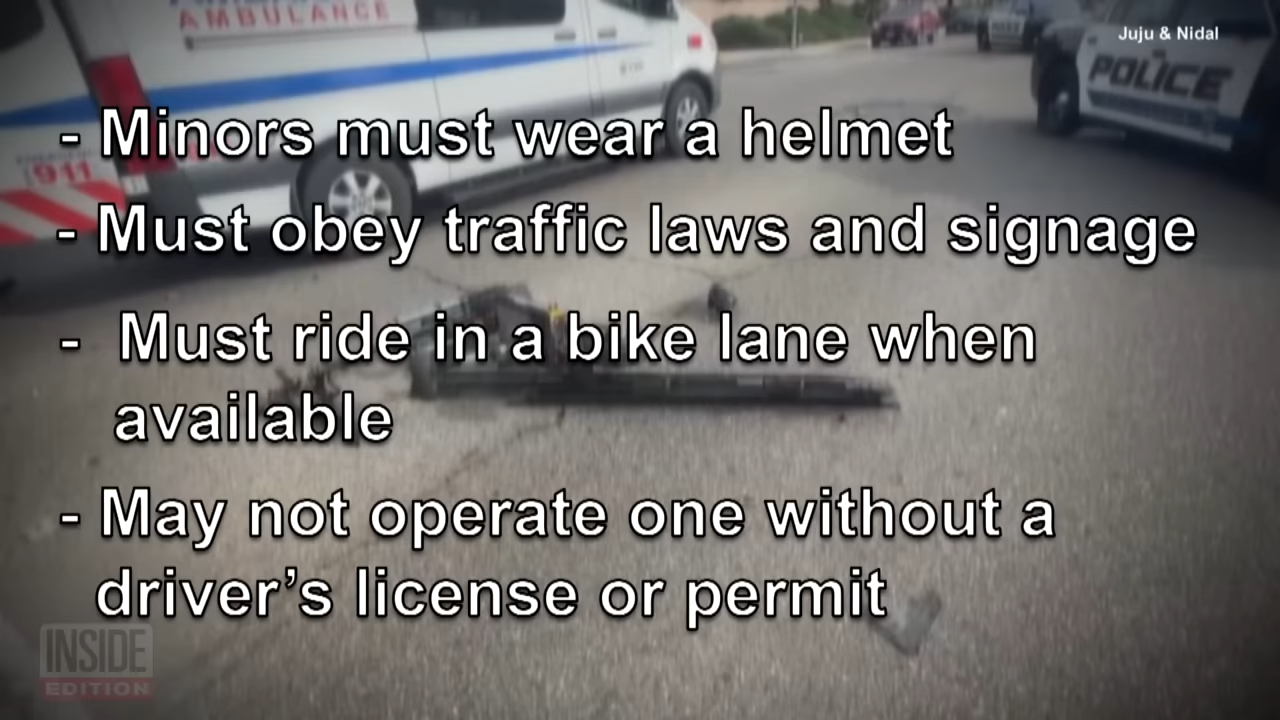 AMBULANCE
Juju & Nidal
POLICE
- Minors must wear a helmet
911
- Must obey traffic laws and signage
- Must ride in a bike lane when
available
- May not operate one without a
driver’s license or permit
INSIDE
EDITION